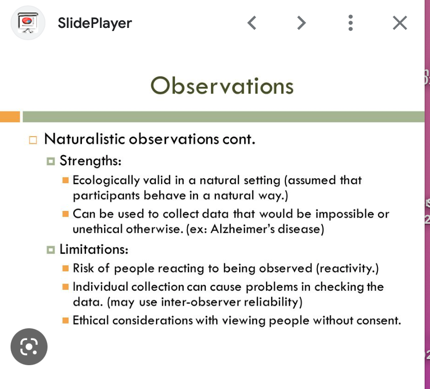 SlidePlayer
Observations
Naturalistic observations cont.
Strengths:
Ecologically valid in a natural setting (assumed that
participants behave in a natural way.)
Can be used to collect data that would be impossible or
unethical otherwise. (ex: Alzheimer's disease)
Limitations:
Risk of people reacting to being observed (reactivity.)
Individual collection can cause problems in checking the
data. (may use inter-observer reliability)
Ethical considerations with viewing people without consent.